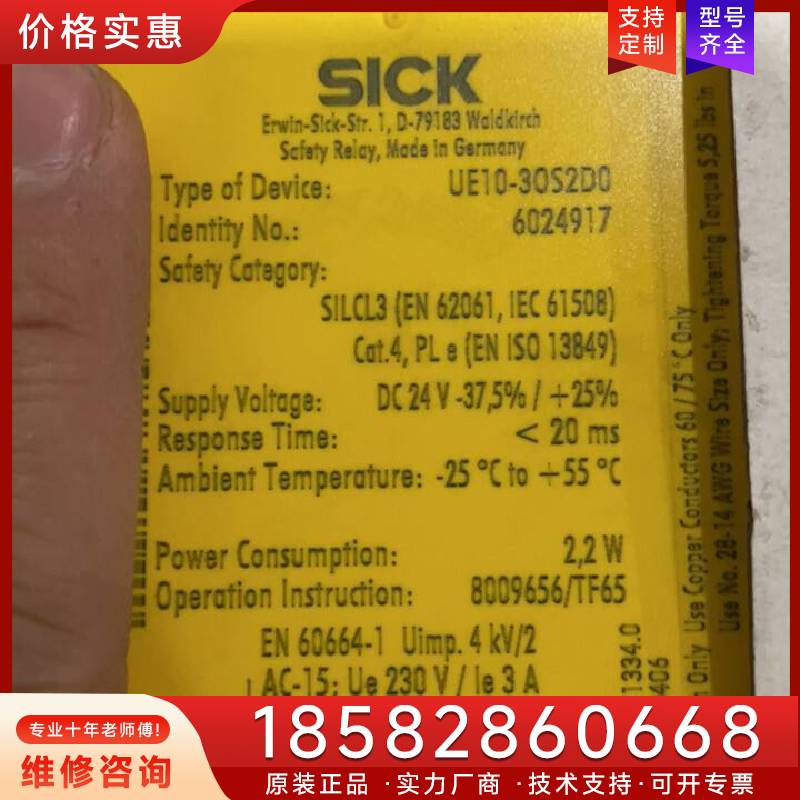 价格实惠
支持
定制
型号
齐全
SICK
Erwin-Sick-Str. 1, D-79183 Waldkirch
Safety Relay, Made in Germany
Type of Device: UE10-3OS2D0
Identity No.: 6024917
Safety Category:
SILCL3 (EN 62061, IEC 61508)
Cat.4, PL e (EN ISO 13849)
Supply Voltage: DC 24 V -37,5% / +25%
Response Time: < 20 ms
Ambient Temperature: -25 °C to +55 °C
Power Consumption: 2,2 W
Operation Instruction: 8009656/TF65
EN 60664-1 Uimp. 4 kV/2
AC-15: Ue 230 V / Ie 3 A
1334.0
406
Only Use Copper Conductors 60 / 75 °C Only
Use No. 28-14 AWG Wire Size Only; Tightening Torque 5,25 lbs in
专业十年老师傅!
维修咨询
18582860668
原装正品 ·实力厂商 ·技术支持·可开专票